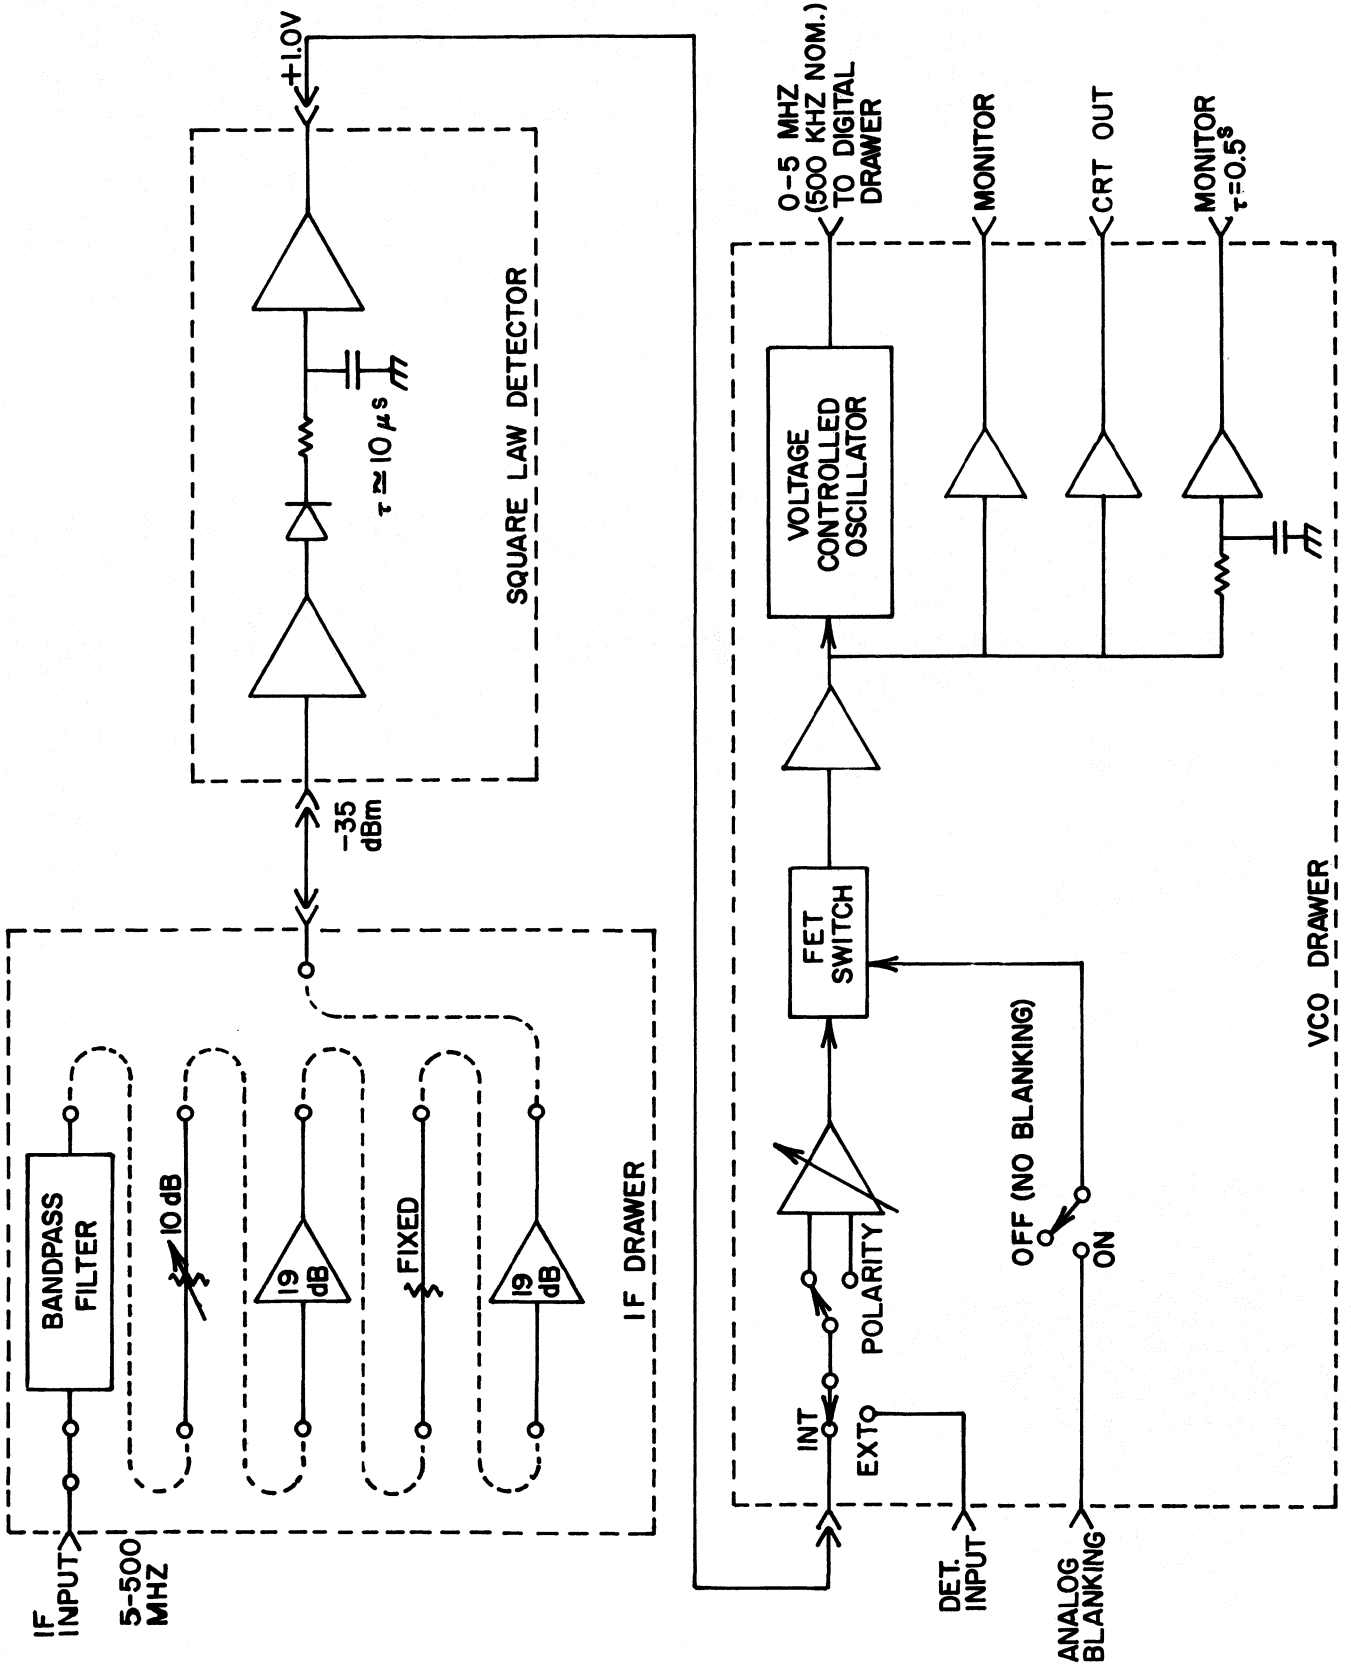 IF
INPUT
5-500
MHZ
BANDPASS
FILTER
10 dB
19
dB
FIXED
19
dB
IF DRAWER
-35
dBm
τ≃10 μs
SQUARE LAW DETECTOR
+1.0V
DET.
INPUT
ANALOG
BLANKING
INT
EXT
POLARITY
OFF (NO BLANKING)
ON
FET
SWITCH
VOLTAGE
CONTROLLED
OSCILLATOR
VCO DRAWER
0-5 MHZ
(500 KHZ NOM.)
TO DIGITAL
DRAWER
MONITOR
CRT OUT
MONITOR
τ=0.5s